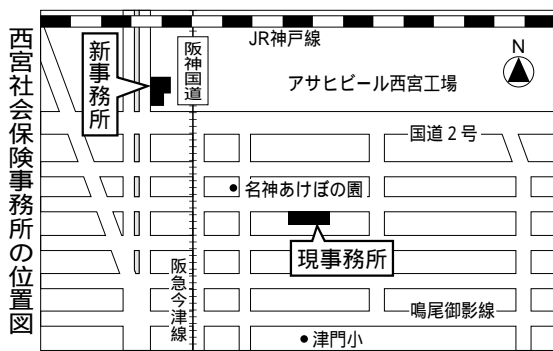 西宮社会保険事務所の位置図
JR神戸線
新事務所
阪神国道
アサヒビール西宮工場
N
国道2号
名神あけぼの園
現事務所
阪急今津線
鳴尾御影線
津門小